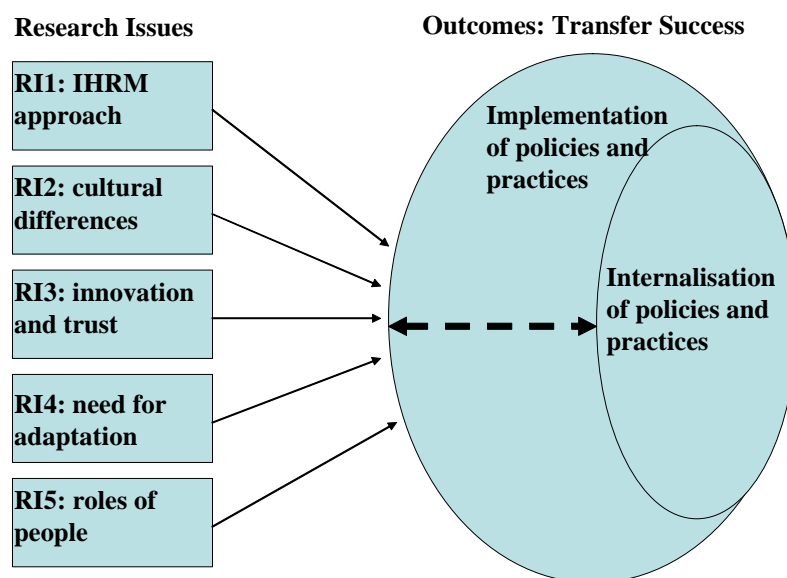 Research Issues
Outcomes: Transfer Success
RI1: IHRM
approach
RI2: cultural
differences
RI3: innovation
and trust
RI4: need for
adaptation
RI5: roles of
people
Implementation
of policies and
practices
Internalisation
of policies and
practices